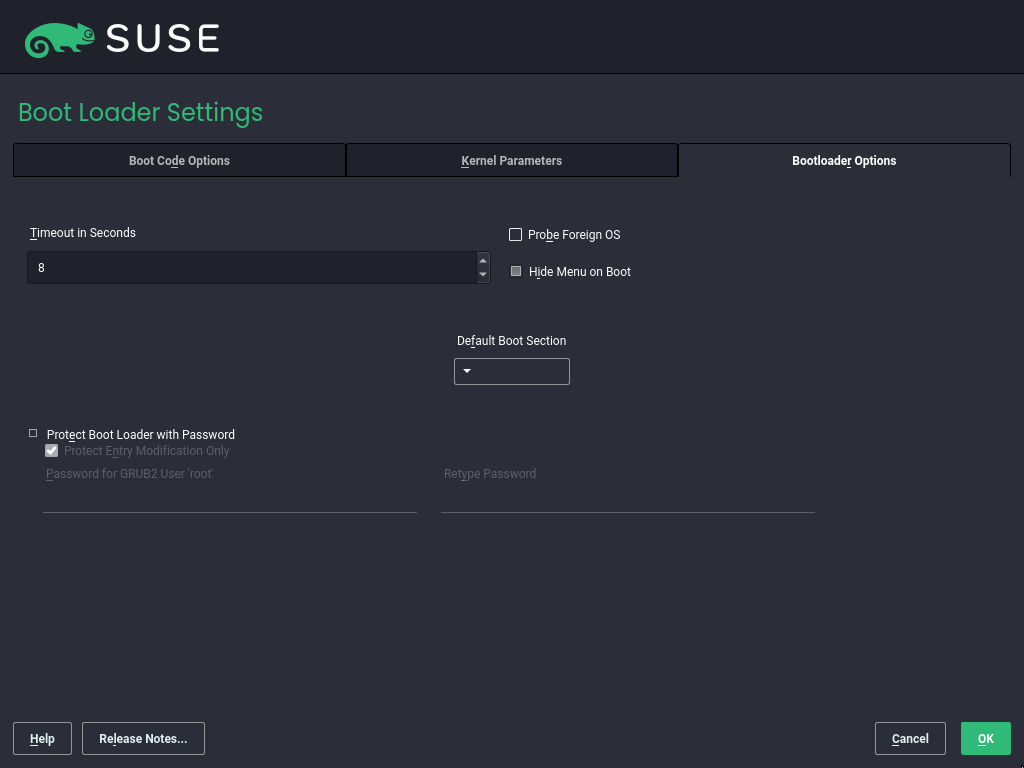 SUSE
Boot Loader Settings
Boot Code Options Kernel Parameters Bootloader Options
Timeout in Seconds
Probe Foreign OS
8
Hide Menu on Boot
Default Boot Section
Protect Boot Loader with Password
Protect Entry Modification Only
Password for GRUB2 User 'root' Retype Password
Help Release Notes... Cancel OK